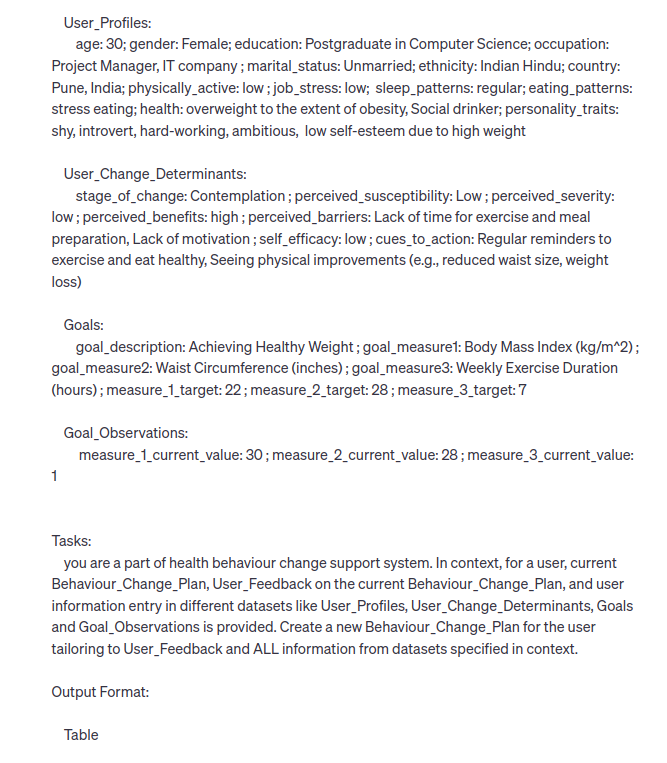 User_Profiles:
age: 30; gender: Female; education: Postgraduate in Computer Science; occupation:
Project Manager, IT company ; marital_status: Unmarried; ethnicity: Indian Hindu; country:
Pune, India; physically_active: low ; job_stress: low;  sleep_patterns: regular; eating_patterns:
stress eating; health: overweight to the extent of obesity, Social drinker; personality_traits:
shy, introvert, hard-working, ambitious,  low self-esteem due to high weight
User_Change_Determinants:
stage_of_change: Contemplation ; perceived_susceptibility: Low ; perceived_severity:
low ; perceived_benefits: high ; perceived_barriers: Lack of time for exercise and meal
preparation, Lack of motivation ; self_efficacy: low ; cues_to_action: Regular reminders to
exercise and eat healthy, Seeing physical improvements (e.g., reduced waist size, weight
loss)
Goals:
goal_description: Achieving Healthy Weight ; goal_measure1: Body Mass Index (kg/m^2) ;
goal_measure2: Waist Circumference (inches) ; goal_measure3: Weekly Exercise Duration
(hours) ; measure_1_target: 22 ; measure_2_target: 28 ; measure_3_target: 7
Goal_Observations:
measure_1_current_value: 30 ; measure_2_current_value: 28 ; measure_3_current_value:
1
Tasks:
you are a part of health behaviour change support system. In context, for a user, current
Behaviour_Change_Plan, User_Feedback on the current Behaviour_Change_Plan, and user
information entry in different datasets like User_Profiles, User_Change_Determinants, Goals
and Goal_Observations is provided. Create a new Behaviour_Change_Plan for the user
tailoring to User_Feedback and ALL information from datasets specified in context.
Output Format:
Table